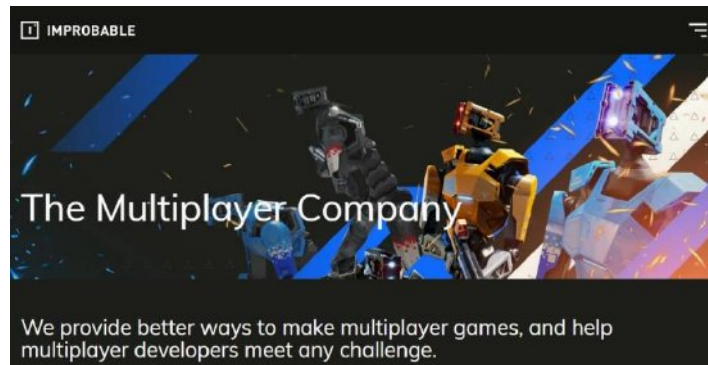 IMPROBABLE
The Multiplayer Company
We provide better ways to make multiplayer games, and help
multiplayer developers meet any challenge.